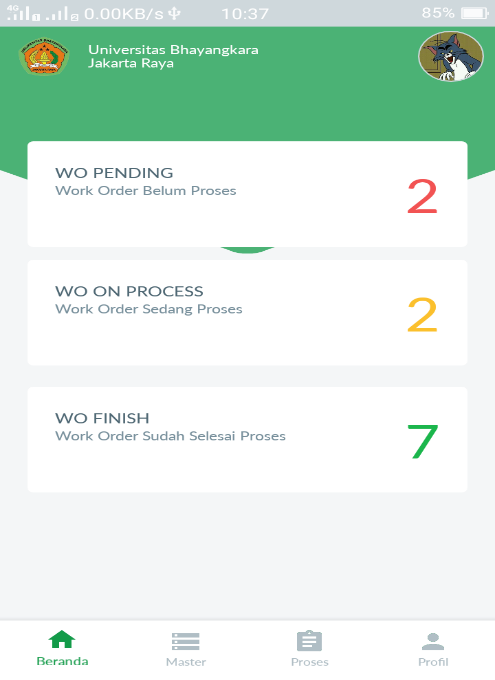 4G 0.00KB/s 10:37 85%
Universitas Bhayangkara
Jakarta Raya
WO PENDING
Work Order Belum Proses
2
WO ON PROCESS
Work Order Sedang Proses
2
WO FINISH
Work Order Sudah Selesai Proses
7
Beranda Master Proses Profil